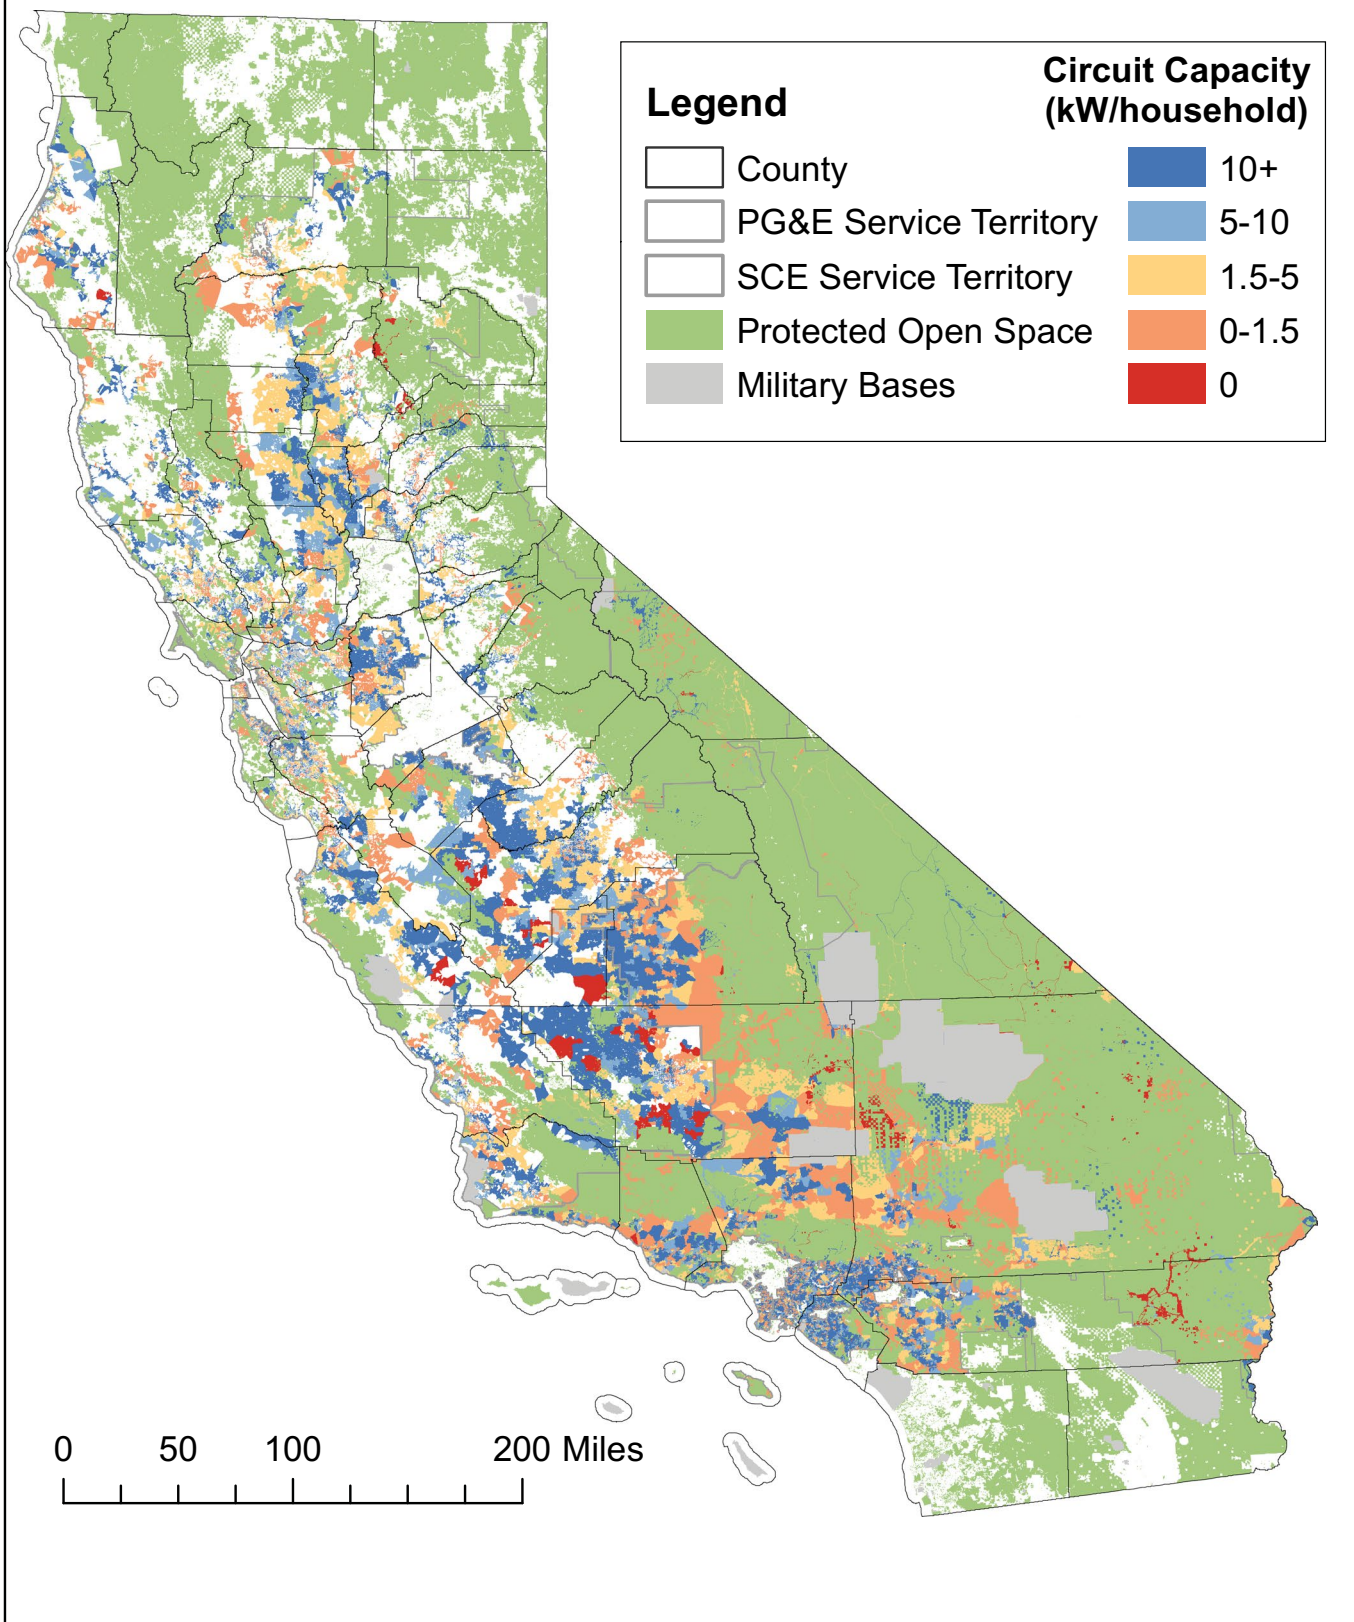 Legend
Circuit Capacity
(kW/household)
County
PG&E Service Territory
SCE Service Territory
Protected Open Space
Military Bases
10+
5-10
1.5-5
0-1.5
0
0 50 100 200 Miles